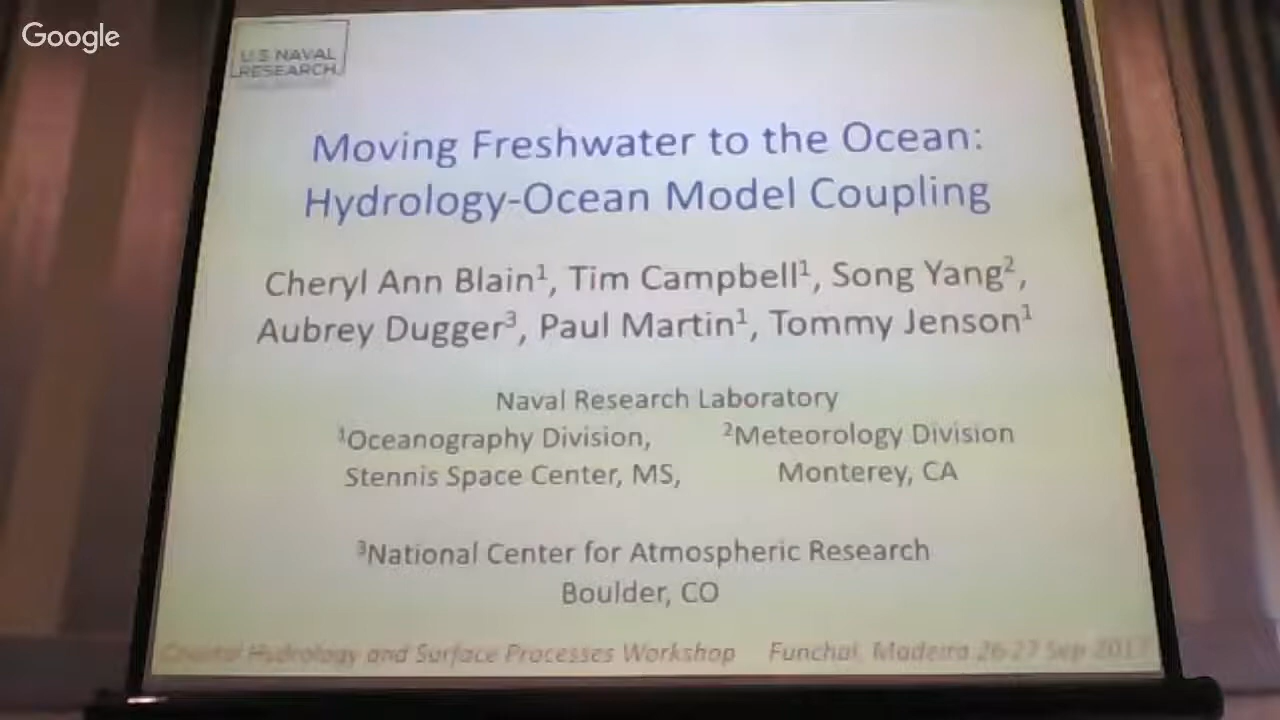 Google
U.S. NAVAL
RESEARCH
Moving Freshwater to the Ocean:
Hydrology-Ocean Model Coupling
Cheryl Ann Blain¹, Tim Campbell¹, Song Yang²,
Aubrey Dugger³, Paul Martin¹, Tommy Jenson¹
Naval Research Laboratory
¹Oceanography Division, ²Meteorology Division
Stennis Space Center, MS, Monterey, CA
³National Center for Atmospheric Research
Boulder, CO
Coastal Hydrology and Surface Processes Workshop Funchal, Madeira 26-27 Sep 2017